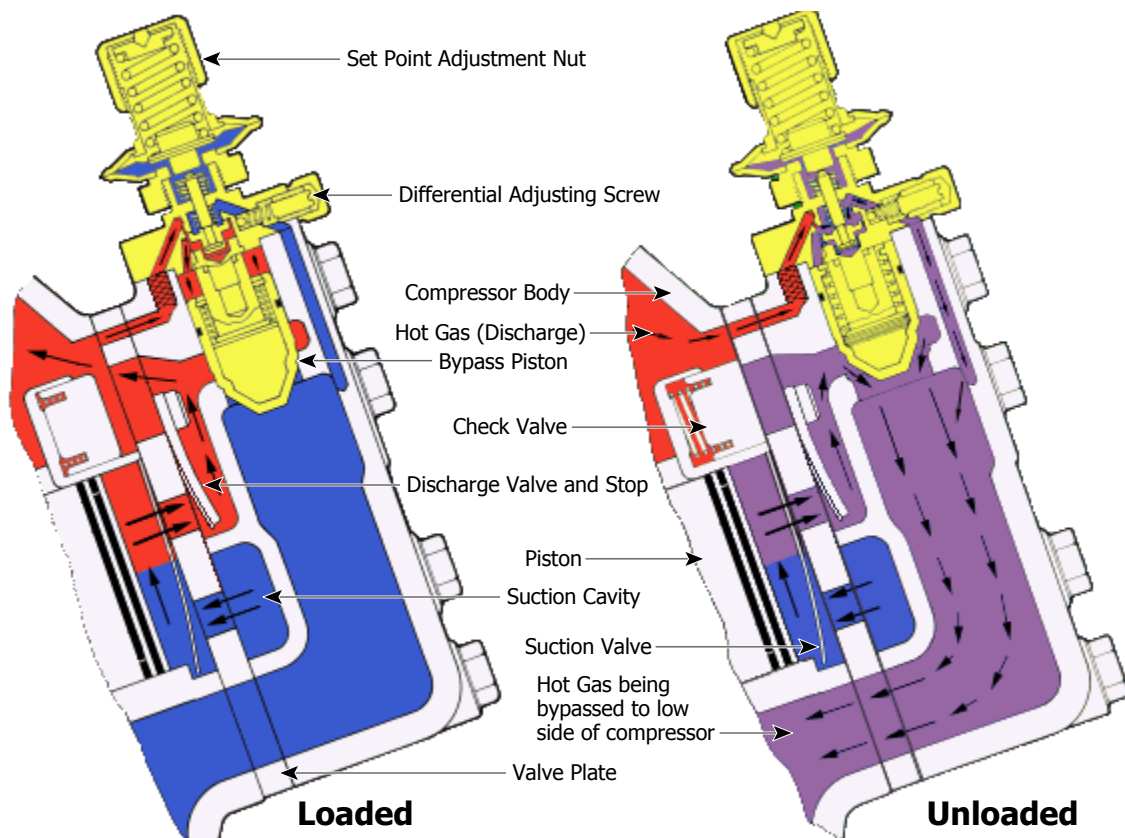 Set Point Adjustment Nut
Differential Adjusting Screw
Compressor Body
Hot Gas (Discharge)
Bypass Piston
Check Valve
Discharge Valve and Stop
Piston
Suction Cavity
Suction Valve
Hot Gas being
bypassed to low
side of compressor
Valve Plate
Loaded
Unloaded